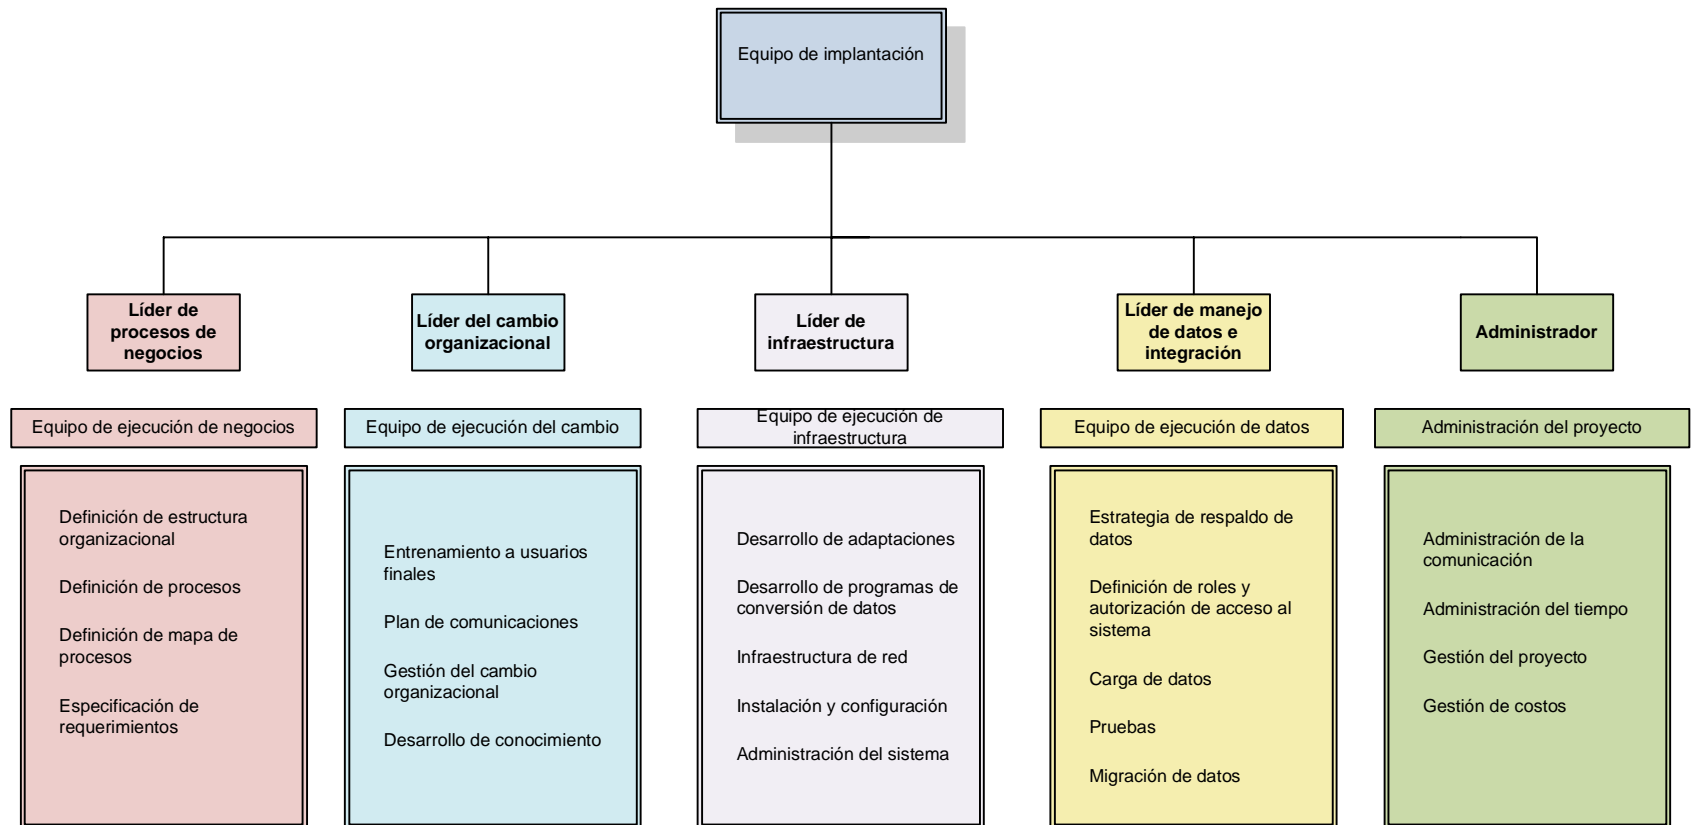 Equipo de implantación
Líder de
procesos de
negocios
Líder del cambio
organizacional
Líder de
infraestructura
Líder de manejo
de datos e
integración
Administrador
Equipo de ejecución de negocios
Equipo de ejecución del cambio
Equipo de ejecución de
infraestructura
Equipo de ejecución de datos
Administración del proyecto
Definición de estructura
organizacional
Definición de procesos
Definición de mapa de
procesos
Especificación de
requerimientos
Entrenamiento a usuarios
finales
Plan de comunicaciones
Gestión del cambio
organizacional
Desarrollo de conocimiento
Desarrollo de adaptaciones
Desarrollo de programas de
conversión de datos
Infraestructura de red
Instalación y configuración
Administración del sistema
Estrategia de respaldo de
datos
Definición de roles y
autorización de acceso al
sistema
Carga de datos
Pruebas
Migración de datos
Administración de la
comunicación
Administración del tiempo
Gestión del proyecto
Gestión de costos